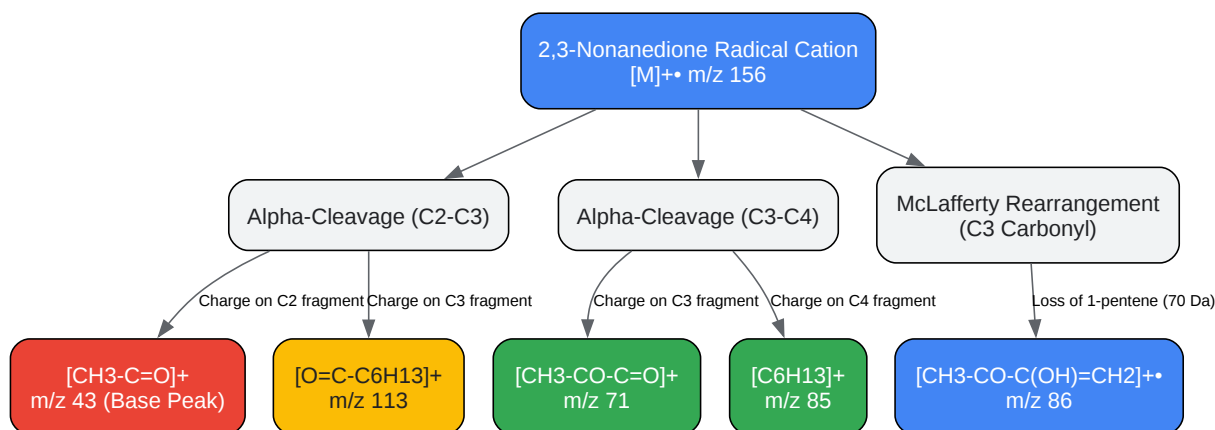 2,3-Nonanedione Radical Cation
[M]+• m/z 156
Alpha-Cleavage (C2-C3)
Alpha-Cleavage (C3-C4)
McLafferty Rearrangement
(C3 Carbonyl)
Charge on C2 fragment
Charge on C3 fragment
Charge on C3 fragment
Charge on C4 fragment
Loss of 1-pentene (70 Da)
[CH3-C=O]+
m/z 43 (Base Peak)
[O=C-C6H13]+
m/z 113
[CH3-CO-C=O]+
m/z 71
[C6H13]+
m/z 85
[CH3-CO-C(OH)=CH2]+•
m/z 86